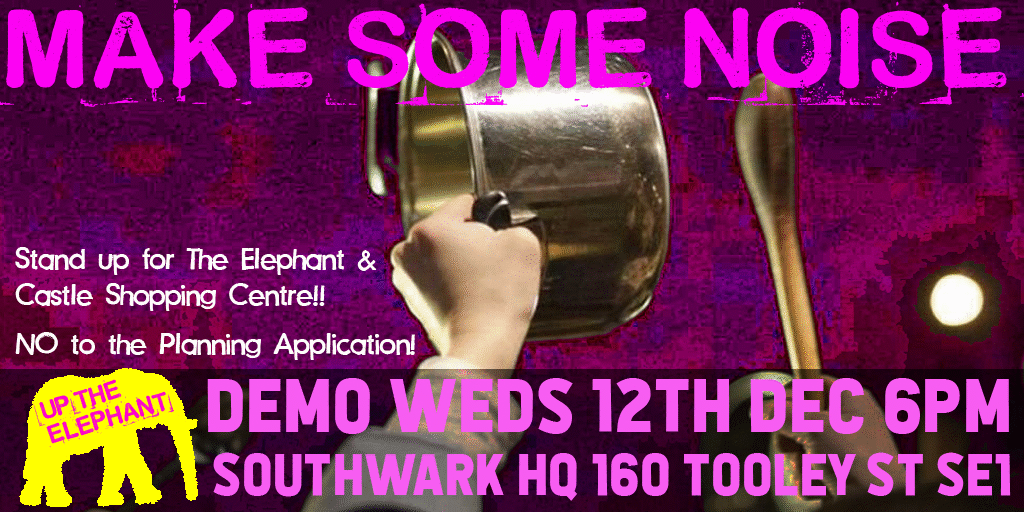 MAKE SOME NOISE
Stand up for The Elephant &
Castle Shopping Centre!!
NO to the Planning Application!
UP THE
ELEPHANT
DEMO WEDS 12TH DEC 6PM
SOUTHWARK HQ 160 TOOLEY ST SE1